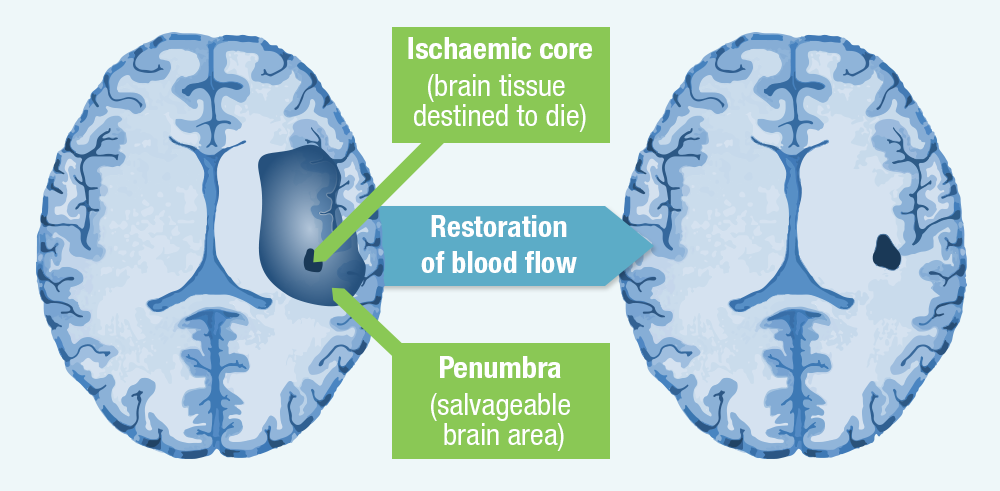 Ischaemic core
(brain tissue
destined to die)
Restoration
of blood flow
Penumbra
(salvageable
brain area)